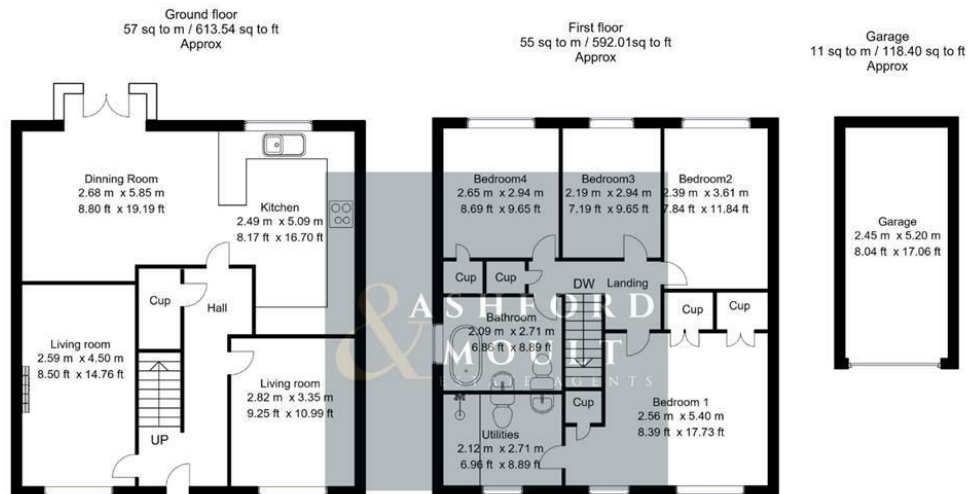 Ground floor
57 sq to m / 613.54 sq to ft
Approx
First floor
55 sq to m / 592.01sq to ft
Approx
Garage
11 sq to m / 118.40 sq to ft
Approx
Dinning Room
2.68 m x 5.85 m
8.80 ft x 19.19 ft
Kitchen
2.49 m x 5.09 m
8.17 ft x 16.70 ft
Cup
Hall
Living room
2.59 m x 4.50 m
8.50 ft x 14.76 ft
Living room
2.82 m x 3.35 m
9.25 ft x 10.99 ft
UP
Bedroom4
2.65 m x 2.94 m
8.69 ft x 9.65 ft
Bedroom3
2.19 m x 2.94 m
7.19 ft x 9.65 ft
Bedroom2
2.39 m x 3.61 m
7.84 ft x 11.84 ft
Cup
Cup
DW
Landing
Cup
Cup
Bathroom
2.09 m x 2.71 m
6.86 ft x 8.89 ft
Cup
Bedroom 1
2.56 m x 5.40 m
8.39 ft x 17.73 ft
Utilities
2.12 m x 2.71 m
6.96 ft x 8.89 ft
Garage
2.45 m x 5.20 m
8.04 ft x 17.06 ft
& ASHFORD
MOULT
ESTATE AGENTS